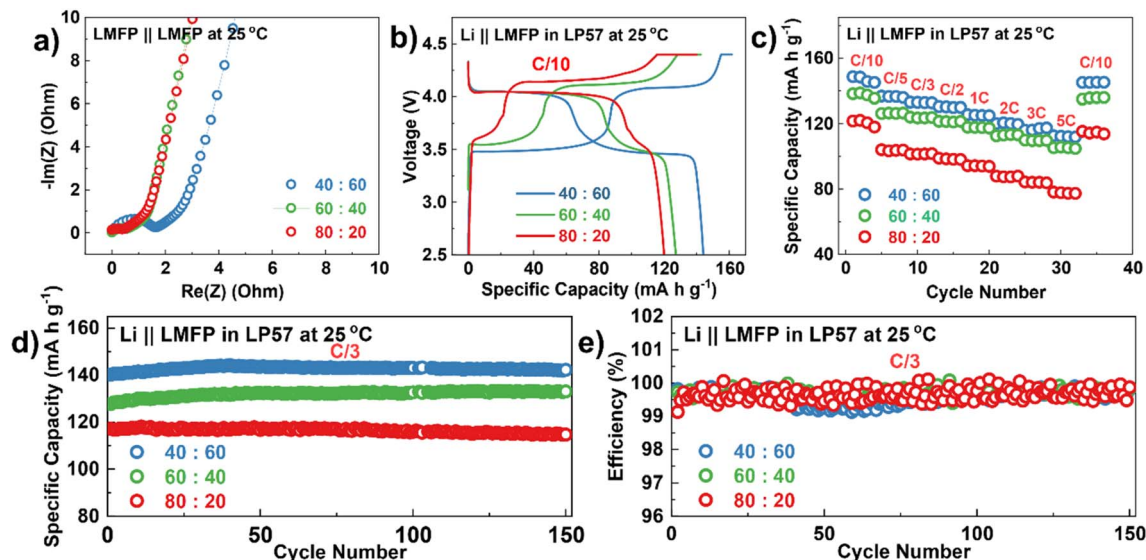 a)
LMFP || LMFP at 25 °C
10
8
6
4
2
0
-Im(Z) (Ohm)
40 : 60
60 : 40
80 : 20
0 2 4 6 8 10
Re(Z) (Ohm)
b)
Li || LMFP in LP57 at 25 °C
C/10
4.5
4.0
3.5
3.0
2.5
Voltage (V)
40 : 60
60 : 40
80 : 20
0 40 80 120 160
Specific Capacity (mA h g⁻¹)
c)
Li || LMFP in LP57 at 25 °C
C/10
C/5
C/3
C/2
1C
2C
3C
5C
C/10
160
120
80
40
Specific Capacity (mA h g⁻¹)
40 : 60
60 : 40
80 : 20
0 10 20 30 40
Cycle Number
d)
Li || LMFP in LP57 at 25 °C
C/3
160
140
120
100
80
Specific Capacity (mA h g⁻¹)
40 : 60
60 : 40
80 : 20
0 50 100 150
Cycle Number
e)
Li || LMFP in LP57 at 25 °C
C/3
102
101
100
99
98
97
96
Efficiency (%)
40 : 60
60 : 40
80 : 20
0 50 100 150
Cycle Number